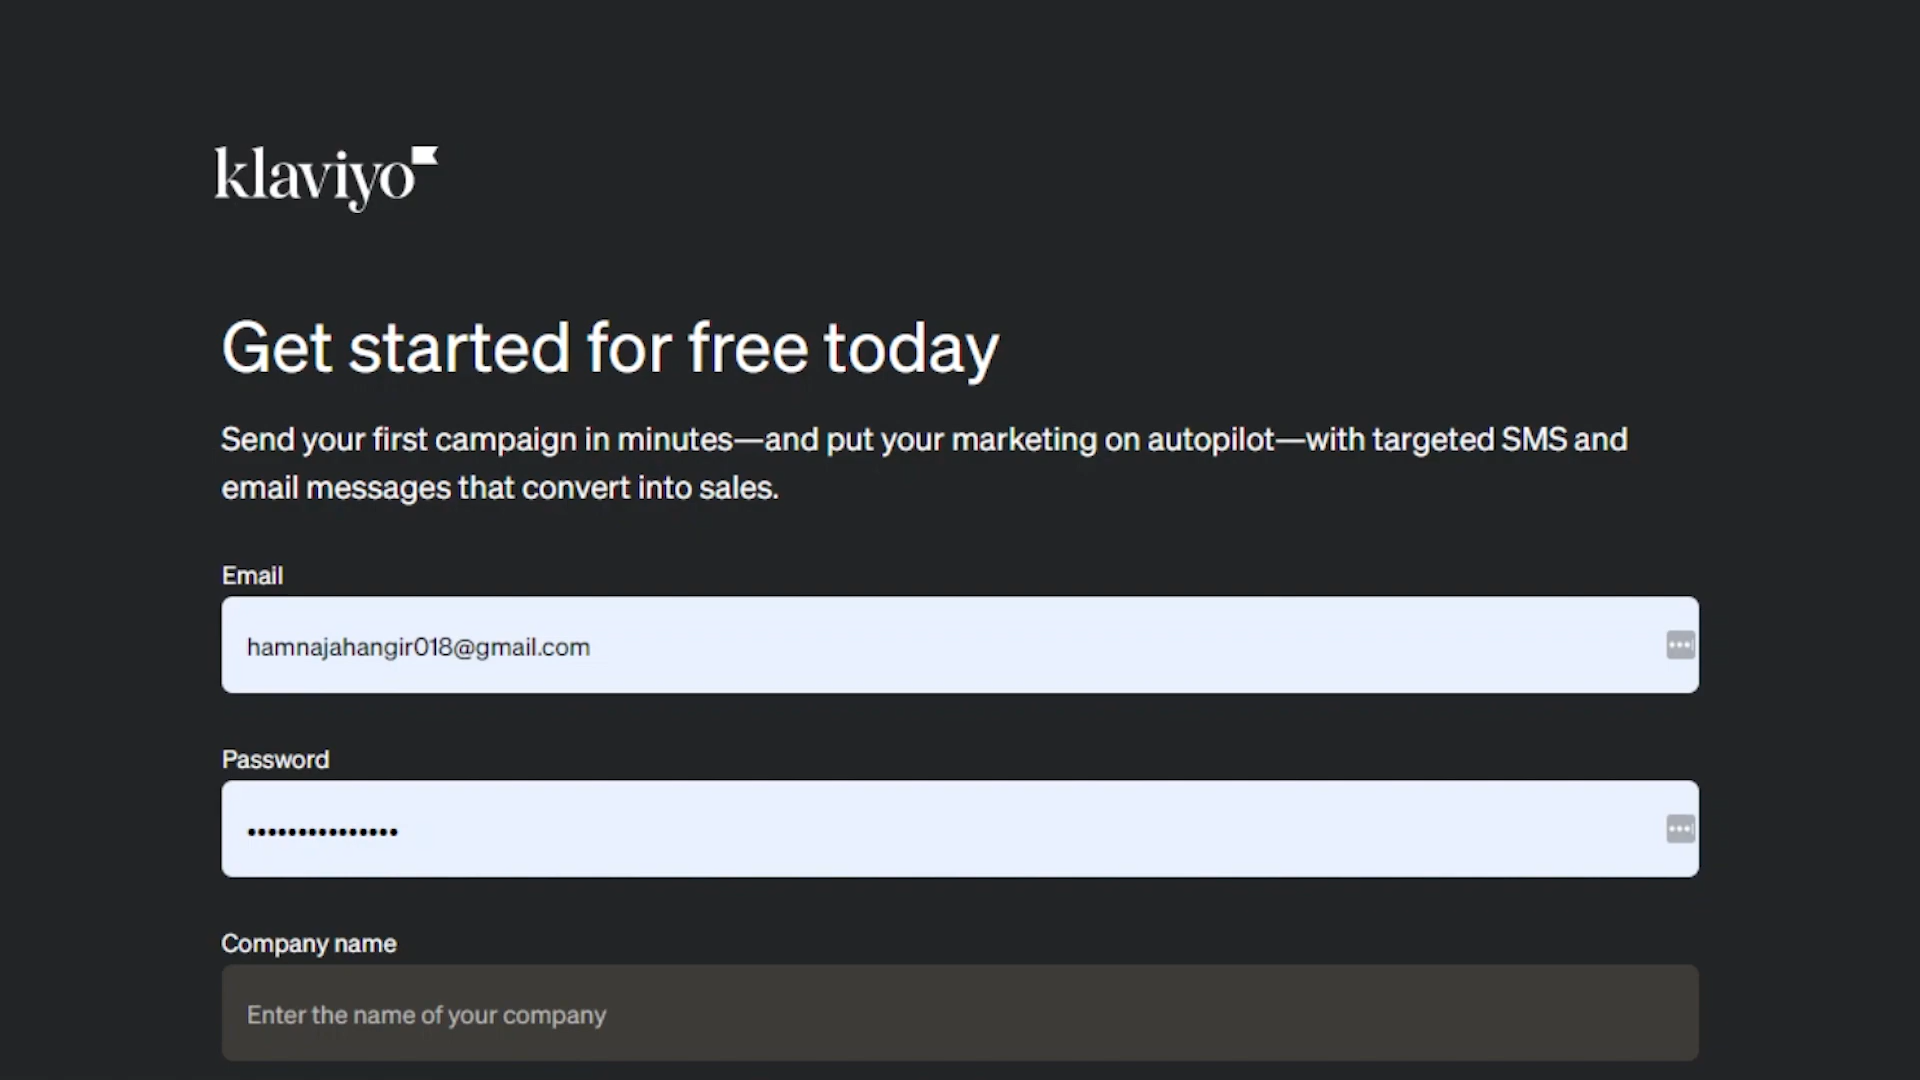 klaviyo
Get started for free today
Send your first campaign in minutes—and put your marketing on autopilot—with targeted SMS and
email messages that convert into sales.
Email
hamnajahangir018@gmail.com
Password
•••••••••••••••
Company name
Enter the name of your company